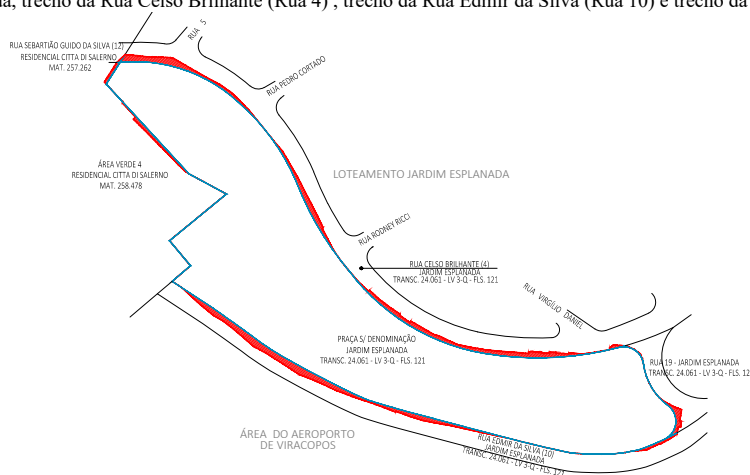 ua, trecho da Rua Celso Brilhante (Rua 4) , trecho da Rua Edmir da Silva (Rua 10) e trecho da
RUA 5
RUA SEBARTIÃO GUIDO DA SILVA (12)
RESIDENCIAL CITTA DI SALERNO
MAT. 257.262
RUA PEDRO CORTADO
ÁREA VERDE 4
RESIDENCIAL CITTA DI SALERNO
MAT. 258.478
LOTEAMENTO JARDIM ESPLANADA
RUA RODNEY RICCI
RUA CELSO BRILHANTE (4)
JARDIM ESPLANADA
TRANSC. 24.061 - LV 3-Q - FLS. 121
RUA VIRGÍLIO DANIEL
PRAÇA S/ DENOMINAÇÃO
JARDIM ESPLANADA
TRANSC. 24.061 - LV 3-Q - FLS. 121
RUA 19 - JARDIM ESPLANADA
TRANSC. 24.061 - LV 3-Q - FLS. 12
ÁREA DO AEROPORTO
DE VIRACOPOS
RUA EDMIR DA SILVA (10)
JARDIM ESPLANADA
TRANSC. 24.061 - LV 3-Q - FLS. 121